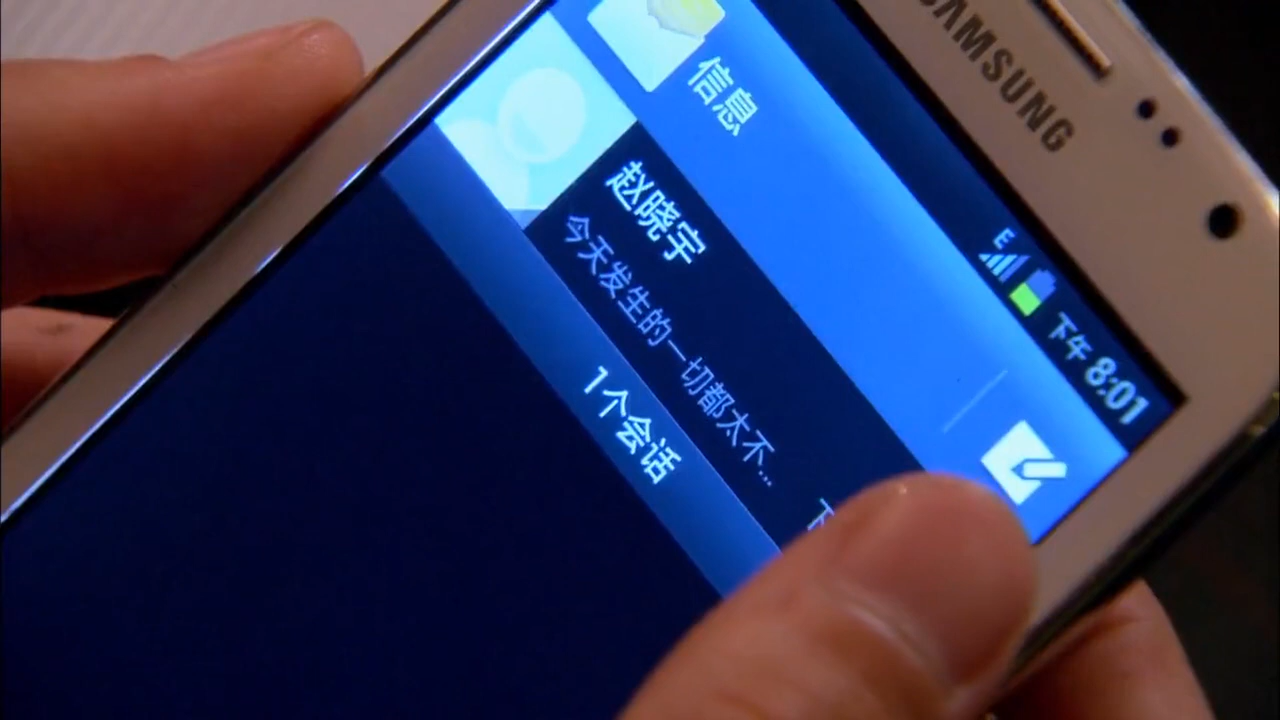 SAMSUNG
E
下午 8:01
信息
赵晓宇
今天发生的一切都太不...
下
1个会话